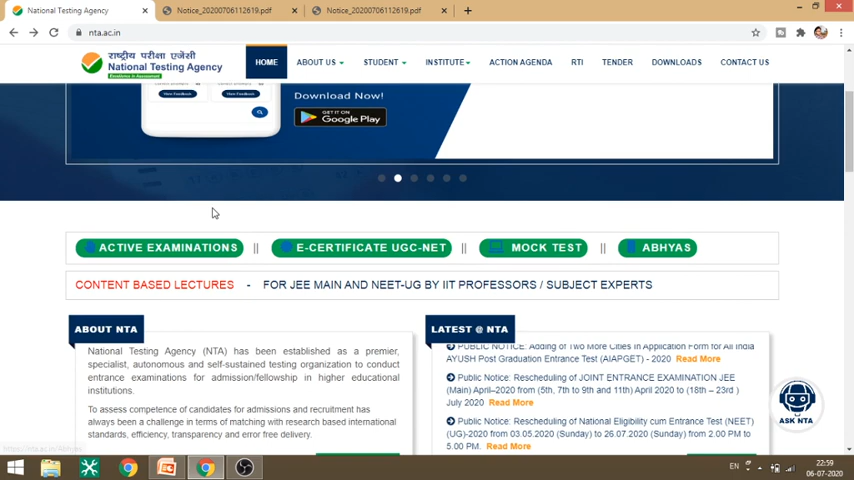 National Testing Agency
Notice_20200706112619.pdf
Notice_20200706112619.pdf
nta.ac.in
राष्ट्रीय परीक्षा एजेंसी
National Testing Agency
Excellence in Assessment
HOME
ABOUT US
STUDENT
INSTITUTE
ACTION AGENDA
RTI
TENDER
DOWNLOADS
CONTACT US
Download Now!
GET IT ON
Google Play
ACTIVE EXAMINATIONS || E-CERTIFICATE UGC-NET || MOCK TEST || ABHYAS
CONTENT BASED LECTURES - FOR JEE MAIN AND NEET-UG BY IIT PROFESSORS / SUBJECT EXPERTS
ABOUT NTA
National Testing Agency (NTA) has been established as a premier,
specialist, autonomous and self-sustained testing organization to conduct
entrance examinations for admission/fellowship in higher educational
institutions.
To assess competence of candidates for admissions and recruitment has
always been a challenge in terms of matching with research based international
standards, efficiency, transparency and error free delivery.
LATEST @ NTA
PUBLIC NOTICE: Adding of Two More Cities in Application Form for All India
AYUSH Post Graduation Entrance Test (AIAPGET) - 2020 Read More
Public Notice: Rescheduling of JOINT ENTRANCE EXAMINATION JEE
(Main) April–2020 from (5th, 7th to 9th and 11th) April 2020 to (18th – 23rd )
July 2020 Read More
Public Notice: Rescheduling of National Eligibility cum Entrance Test (NEET)
(UG)-2020 from 03.05.2020 (Sunday) to 26.07.2020 (Sunday) from 2.00 PM to
5.00 PM. Read More
ASK NTA
https://nta.ac.in/Abhyas
EN
22:59
06-07-2020